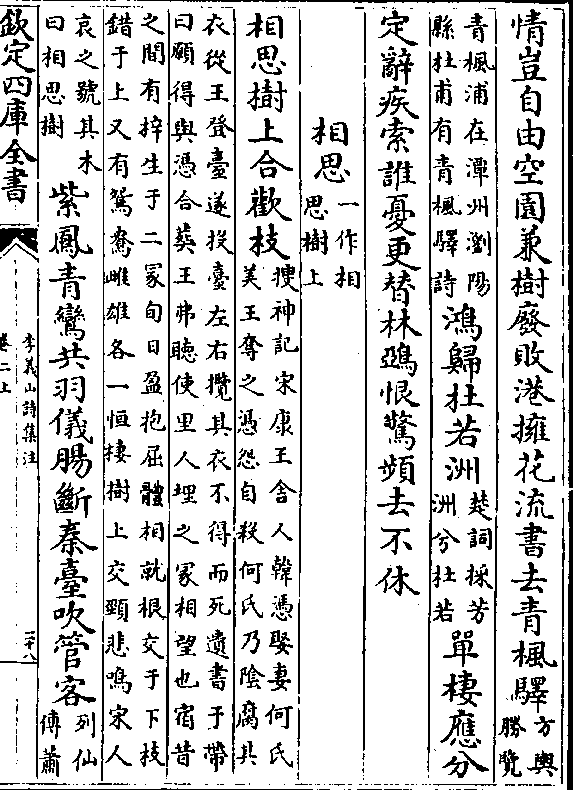 情豈自由空園兼樹廢敗港擁花流書去青楓驛方輿勝覽
青楓浦在潭州瀏陽縣杜甫有青楓驛詩鴻歸杜若洲楚詞採芳洲兮杜若單棲應分
定辭疾索誰憂更替林鵶恨驚頻去不休
相思一作相思樹上
相思樹上合歡枝搜神記宋康王舍人韓憑娶妻何氏美王奪之憑怨自殺何氏乃陰腐其
衣從王登臺遂投臺左右攬其衣不得而死遺書于帶曰願得與憑合葬王弗聽使里人埋之冢相望也宿昔
之間有梓生于二冢旬日盈抱屈體相就根交于下枝錯于上又有鴛鴦雌雄各一恒棲樹上交頸悲鳴宋人
哀之號其木曰相思樹紫鳳青鸞共羽儀腸斷秦臺吹管客列仙傳蕭
欽定四庫全書
李義山詩集注
卷二上
二十八